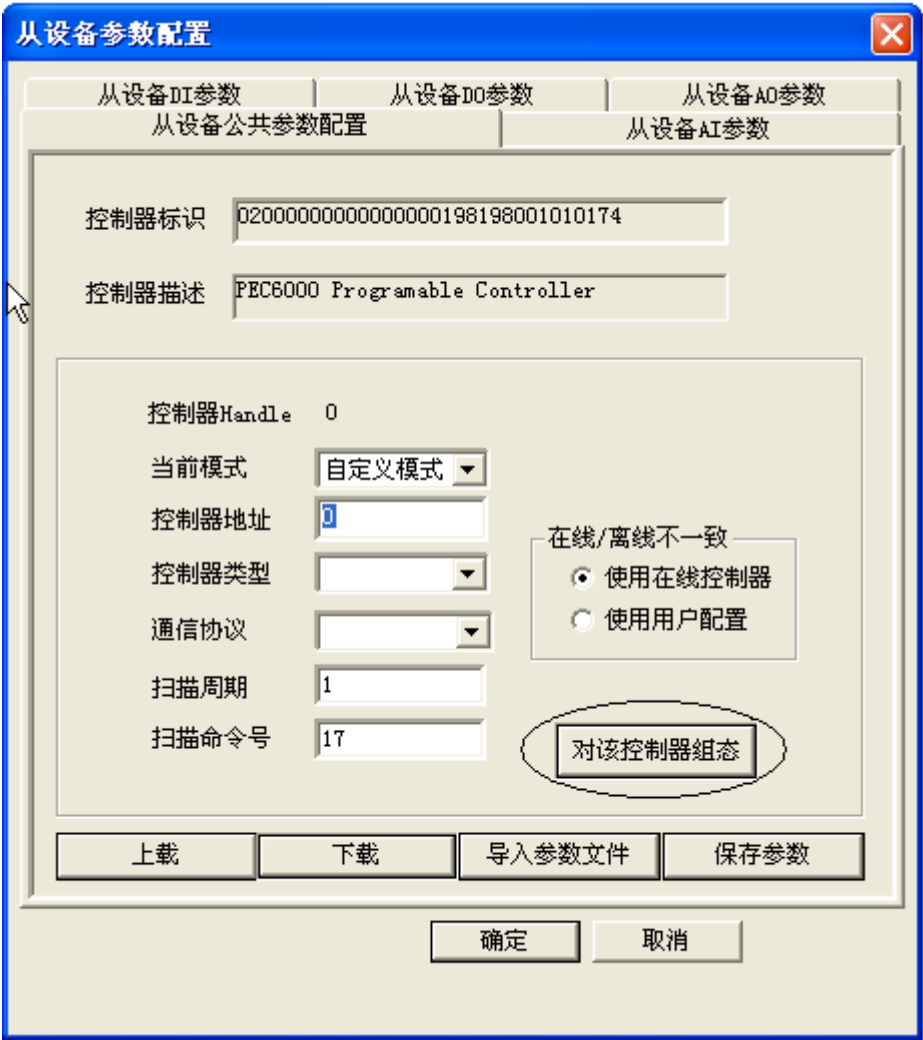 从设备参数配置
从设备DI参数
从设备DO参数
从设备AO参数
从设备公共参数配置
从设备AI参数
控制器标识 02000000000000000198198001010174
控制器描述 PEC6000 Programable Controller
控制器Handle 0
当前模式 自定义模式
控制器地址 0
控制器类型
通信协议
扫描周期 1
扫描命令号 17
在线/离线不一致
使用在线控制器
使用用户配置
对该控制器组态
上载
下载
导入参数文件
保存参数
确定
取消